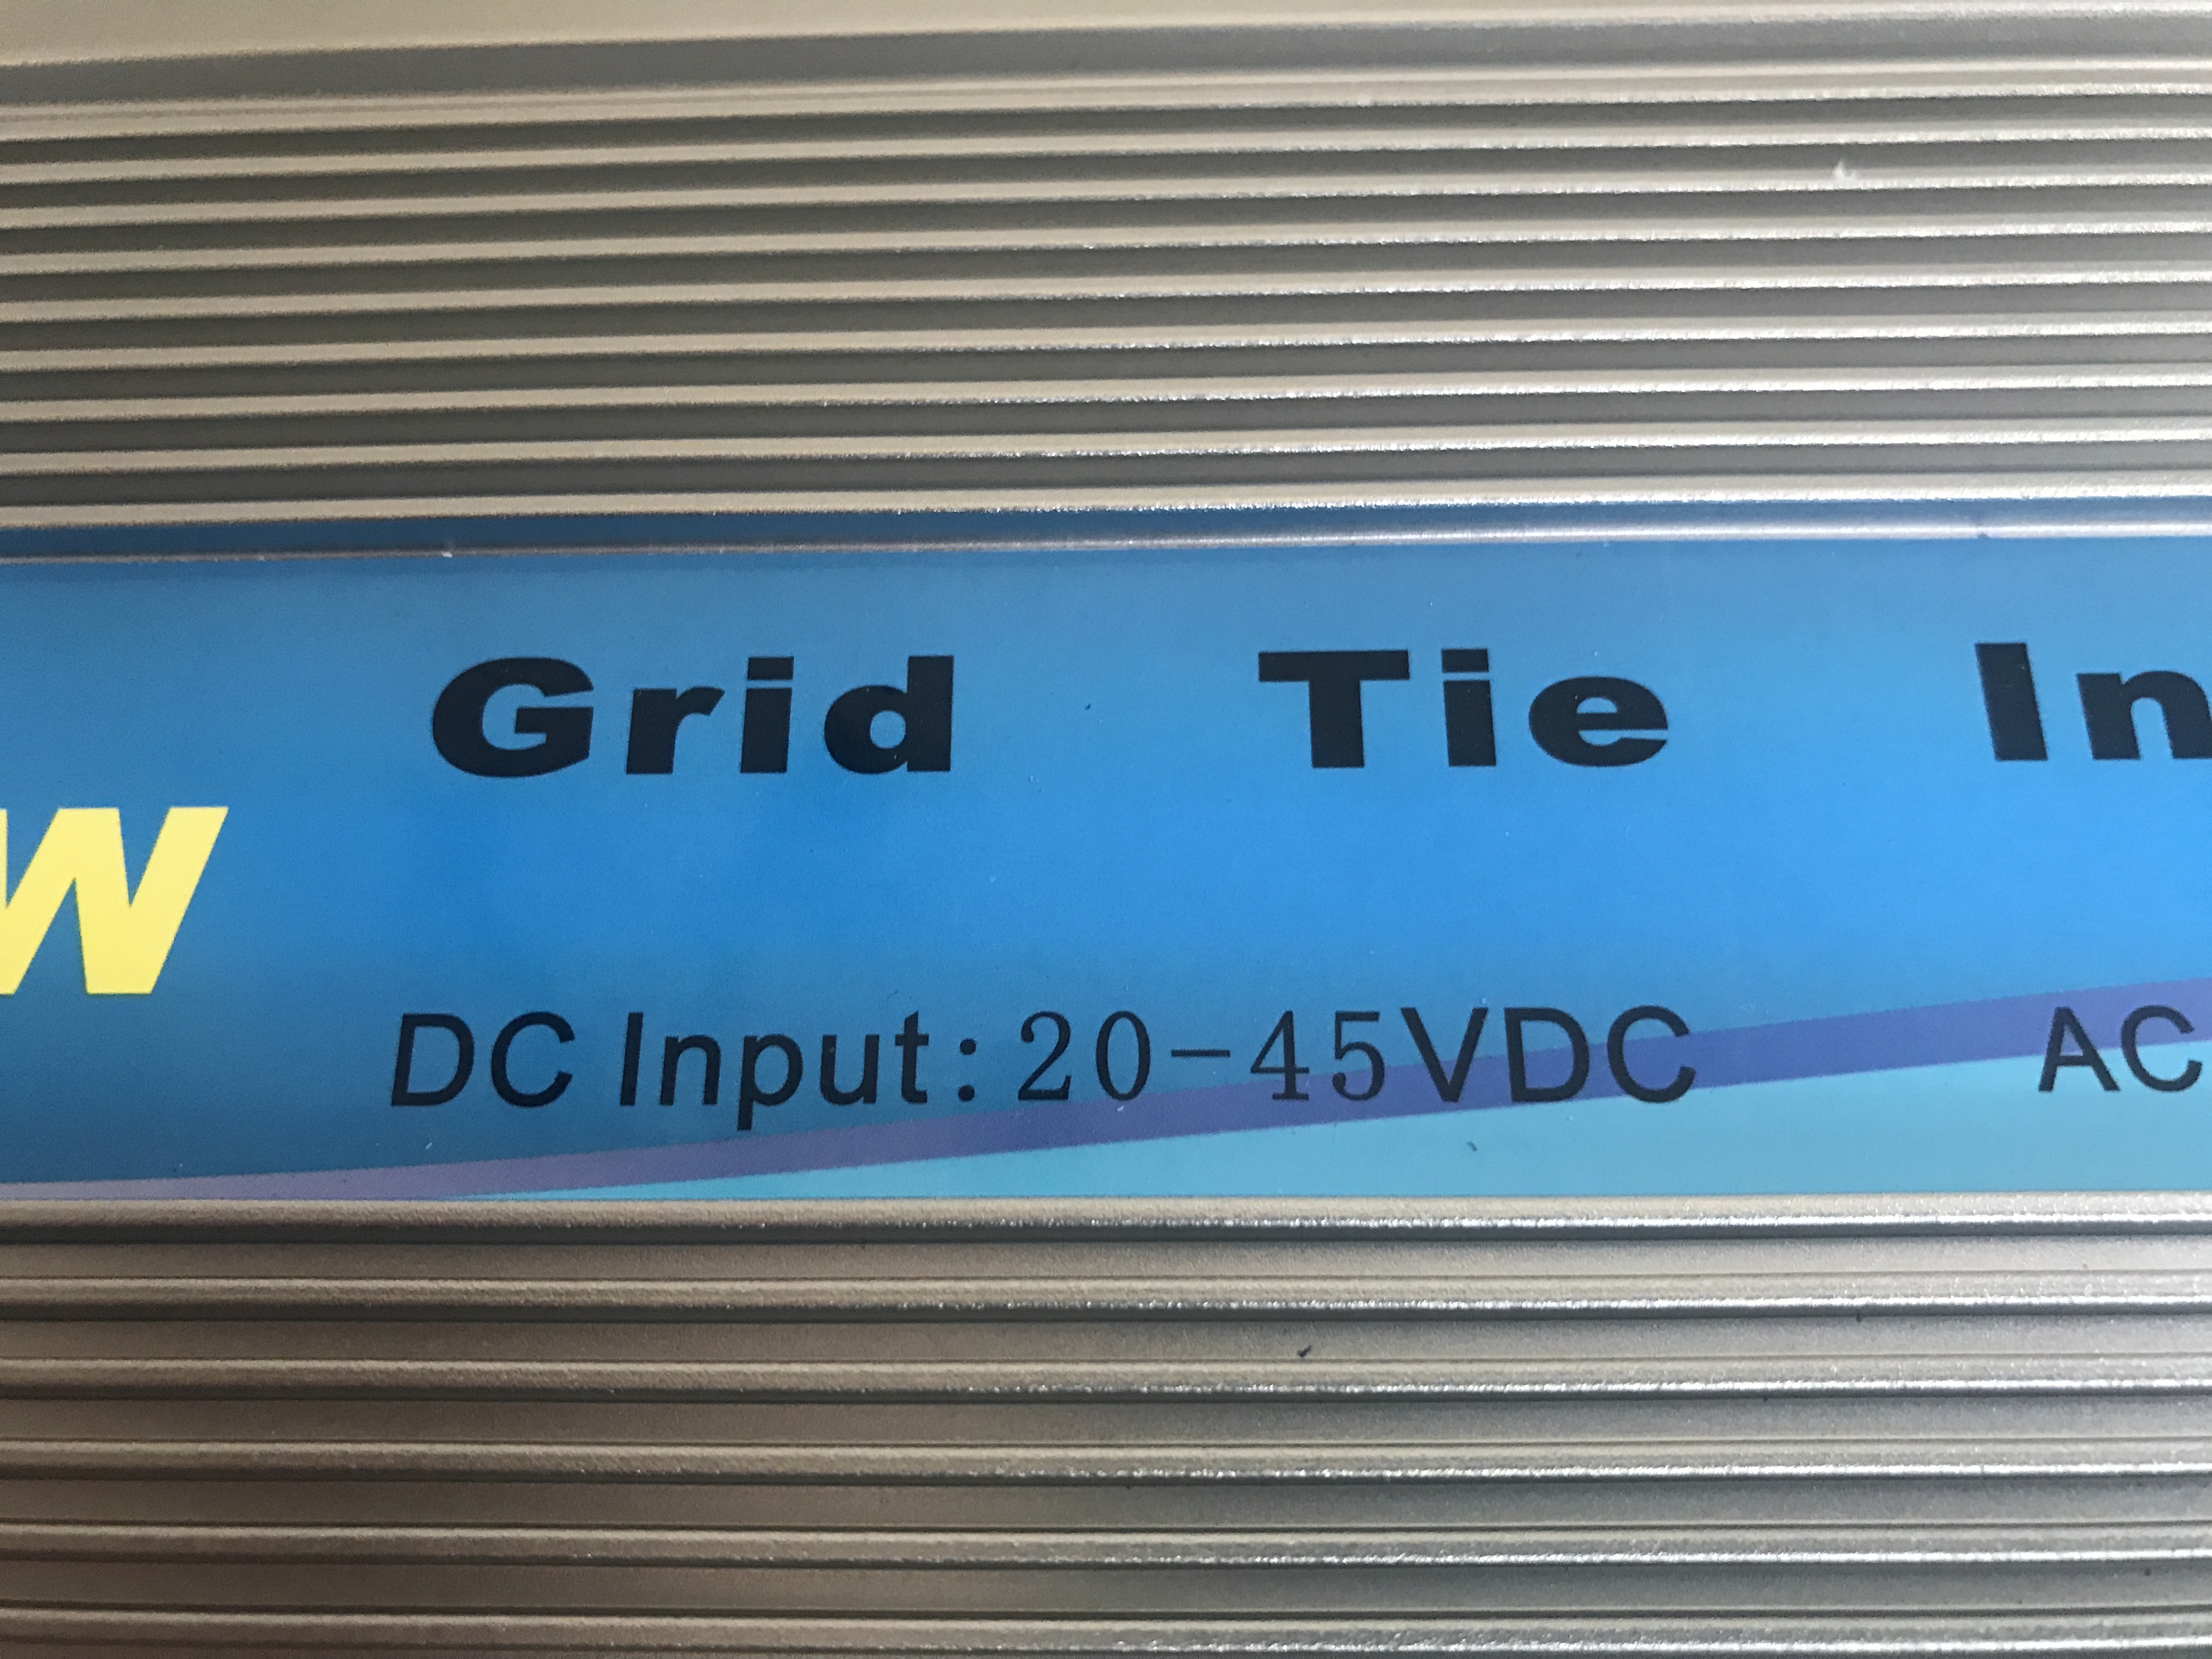 Grid Tie In
W
DC Input:20-45VDC AC